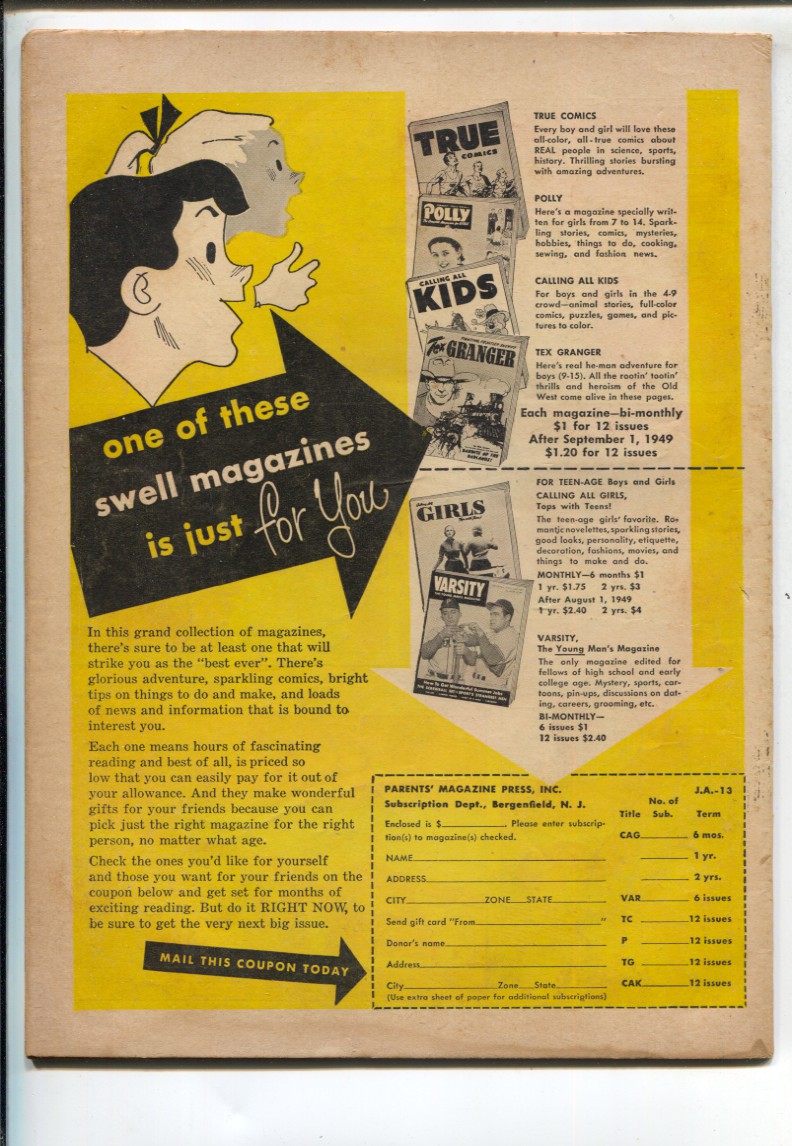 one of these
swell magazines
is just for You
In this grand collection of magazines,
there's sure to be at least one that will
strike you as the "best ever". There's
glorious adventure, sparkling comics, bright
tips on things to do and make, and loads
of news and information that is bound to
interest you.
Each one means hours of fascinating
reading and best of all, is priced so
low that you can easily pay for it out of
your allowance. And they make wonderful
gifts for your friends because you can
pick just the right magazine for the right
person, no matter what age.
Check the ones you'd like for yourself
and those you want for your friends on the
coupon below and get set for months of
exciting reading. But do it RIGHT NOW, to
be sure to get the very next big issue.
MAIL THIS COUPON TODAY
TRUE
COMICS
POLLY
CALLING ALL
KIDS
Tex GRANGER
TRUE COMICS
Every boy and girl will love these
all-color, all-true comics about
REAL people in science, sports,
history. Thrilling stories bursting
with amazing adventures.
POLLY
Here's a magazine specially writ-
ten for girls from 7 to 14. Spark-
ling stories, comics, mysteries,
hobbies, things to do, cooking,
sewing, and fashion news.
CALLING ALL KIDS
For boys and girls in the 4-9
crowd—animal stories, full-color
comics, puzzles, games, and pic-
tures to color.
TEX GRANGER
Here's real he-man adventure for
boys (9-15). All the rootin' tootin'
thrills and heroism of the Old
West come alive in these pages.
Each magazine—bi-monthly
$1 for 12 issues
After September 1, 1949
$1.20 for 12 issues
GIRLS
VARSITY
How To Get Wonderful Summer Jobs
FOR TEEN-AGE Boys and Girls
CALLING ALL GIRLS,
Tops with Teens!
The teen-age girls' favorite. Ro-
mantic novelettes, sparkling stories,
good looks, personality, etiquette,
decoration, fashions, movies, and
things to make and do.
MONTHLY—6 months $1
1 yr. $1.75 2 yrs. $3
After August 1, 1949
1 yr. $2.40 2 yrs. $4
VARSITY,
The Young Man's Magazine
The only magazine edited for
fellows of high school and early
college age. Mystery, sports, car-
toons, pin-ups, discussions on dat-
ing, careers, grooming, etc.
BI-MONTHLY—
6 issues $1
12 issues $2.40
PARENTS' MAGAZINE PRESS, INC. J.A.-13
Subscription Dept., Bergenfield, N. J.
Enclosed is $ . Please enter subscrip-
tion(s) to magazine(s) checked.
NAME
ADDRESS
CITY ZONE STATE
Send gift card "From "
Donor's name
Address
City Zone State
(Use extra sheet of paper for additional subscriptions)
No. of
Title Sub. Term
CAG 6 mos.
1 yr.
2 yrs.
VAR 6 issues
TC 12 issues
P 12 issues
TG 12 issues
CAK 12 issues